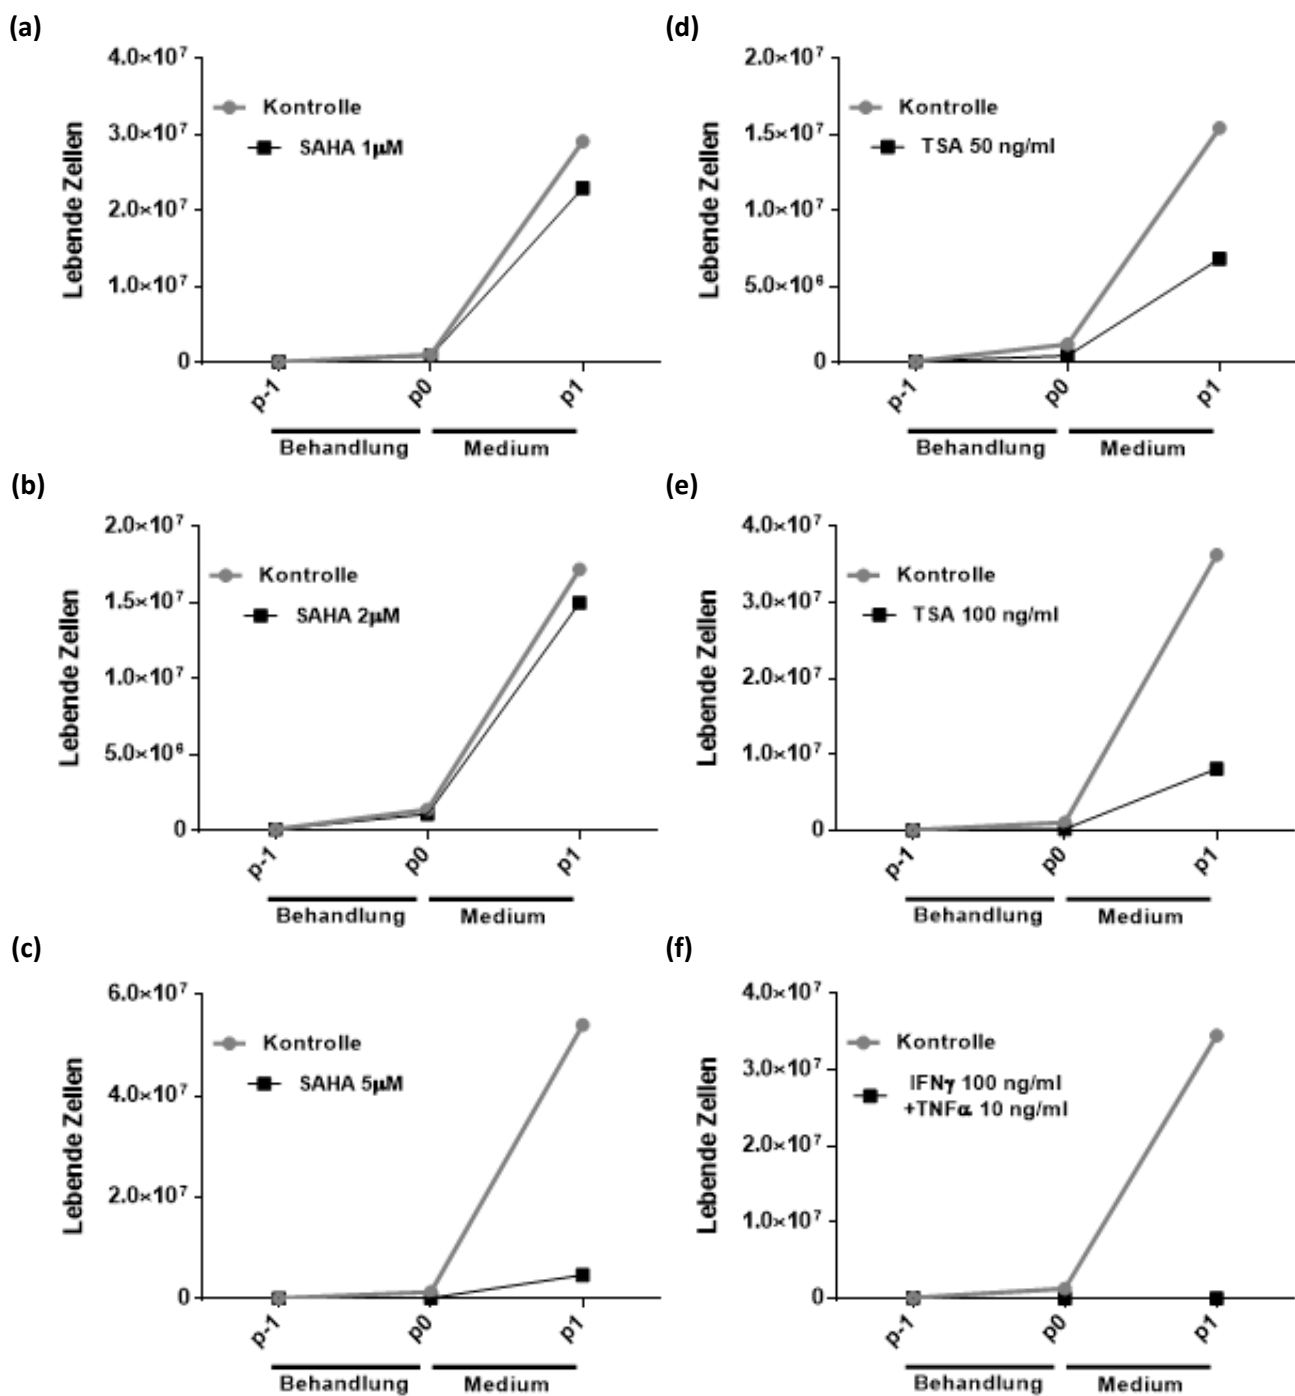 (a)
4.0×10⁷
3.0×10⁷
2.0×10⁷
1.0×10⁷
0
Lebende Zellen
Kontrolle
SAHA 1µM
p-1
p0
p1
Behandlung
Medium
(d)
2.0×10⁷
1.5×10⁷
1.0×10⁷
5.0×10⁶
0
Lebende Zellen
Kontrolle
TSA 50 ng/ml
p-1
p0
p1
Behandlung
Medium
(b)
2.0×10⁷
1.5×10⁷
1.0×10⁷
5.0×10⁶
0
Lebende Zellen
Kontrolle
SAHA 2µM
p-1
p0
p1
Behandlung
Medium
(e)
4.0×10⁷
3.0×10⁷
2.0×10⁷
1.0×10⁷
0
Lebende Zellen
Kontrolle
TSA 100 ng/ml
p-1
p0
p1
Behandlung
Medium
(c)
6.0×10⁷
4.0×10⁷
2.0×10⁷
0
Lebende Zellen
Kontrolle
SAHA 5µM
p-1
p0
p1
Behandlung
Medium
(f)
4.0×10⁷
3.0×10⁷
2.0×10⁷
1.0×10⁷
0
Lebende Zellen
Kontrolle
IFNγ 100 ng/ml
+TNFα 10 ng/ml
p-1
p0
p1
Behandlung
Medium